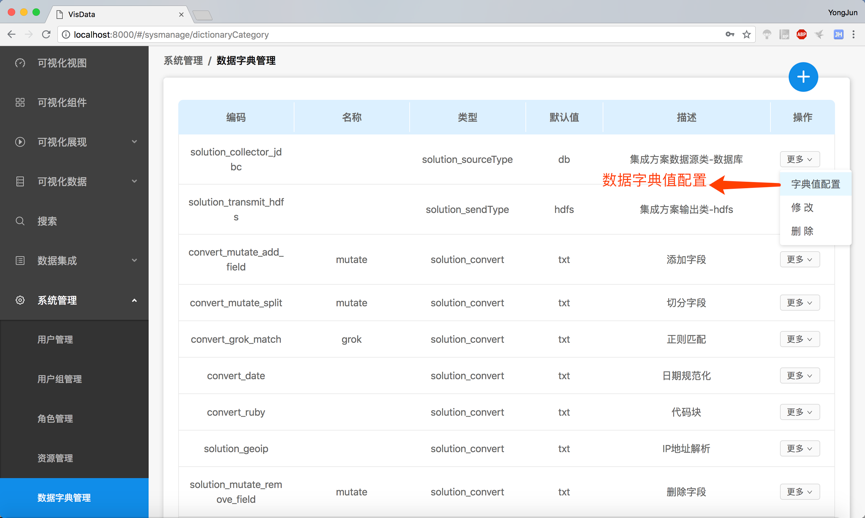 VisData
YongJun
localhost:8000/#/sysmanage/dictionaryCategory
ABP
JH
可视化视图
可视化组件
可视化展现
可视化数据
搜索
数据集成
系统管理
用户管理
用户组管理
角色管理
资源管理
数据字典管理
系统管理 / 数据字典管理
编码 名称 类型 默认值 描述 操作
solution_collector_jd
bc
solution_sourceType db 集成方案数据源类-数据库 更多
数据字典值配置
字典值配置
修 改
删 除
solution_transmit_hdf
s
solution_sendType hdfs 集成方案输出类-hdfs
convert_mutate_add_
field
mutate solution_convert txt 添加字段 更多
convert_mutate_split mutate solution_convert txt 切分字段 更多
convert_grok_match grok solution_convert txt 正则匹配 更多
convert_date solution_convert txt 日期规范化 更多
convert_ruby solution_convert txt 代码块 更多
solution_geoip solution_convert txt IP地址解析 更多
solution_mutate_rem
ove_field
mutate solution_convert txt 删除字段 更多